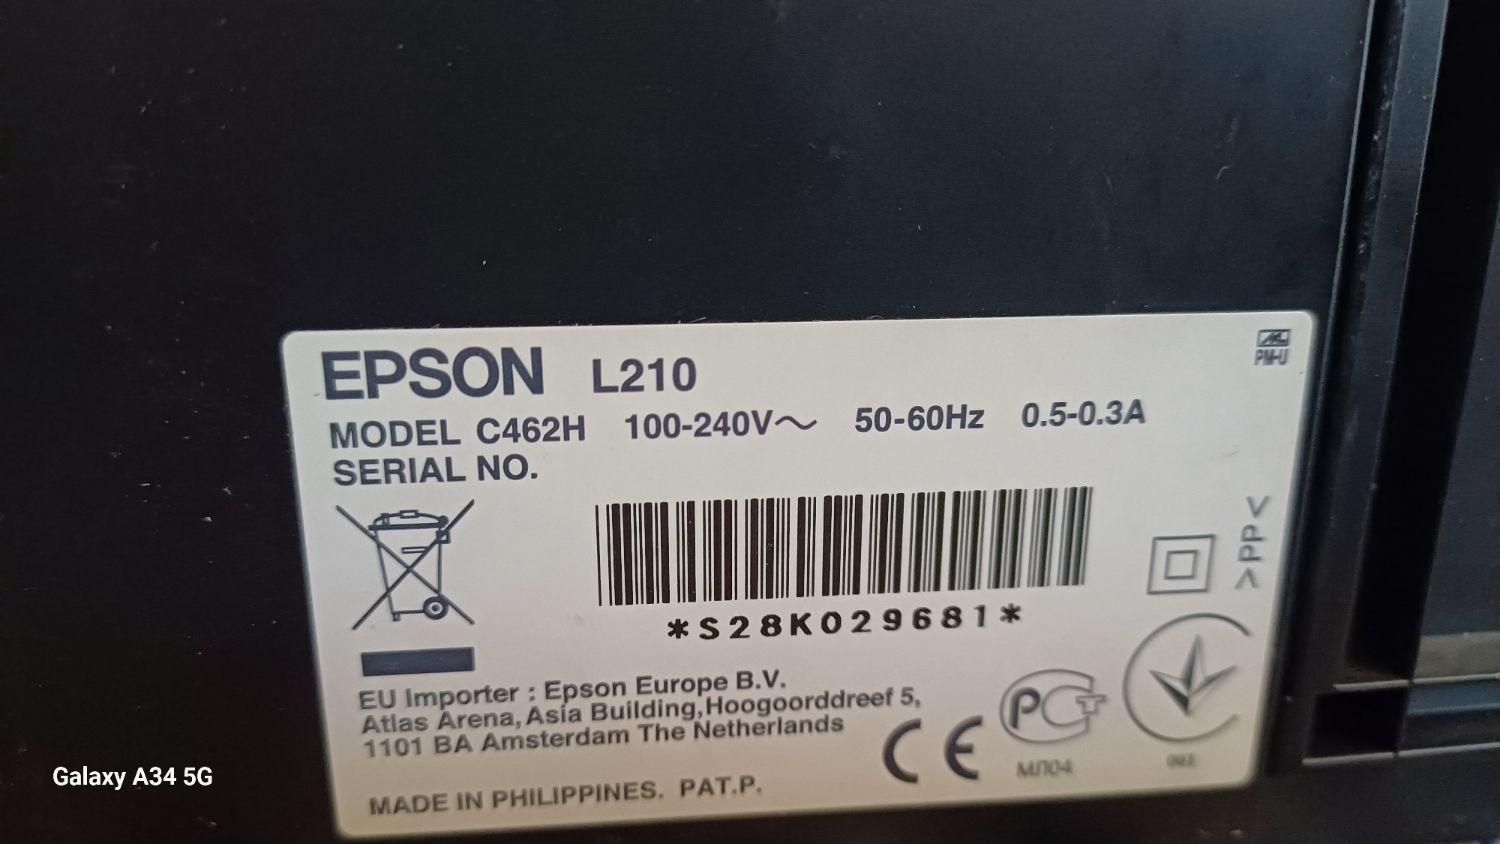 EPSON L210
MODEL C462H 100-240V～ 50-60Hz 0.5-0.3A
SERIAL NO.
*S28K029681*
EU Importer : Epson Europe B.V.
Atlas Arena, Asia Building,Hoogoorddreef 5,
1101 BA Amsterdam The Netherlands
MADE IN PHILIPPINES. PAT.P.
CE
РСТ
МЛ04
PM-U
>PP<
Galaxy A34 5G